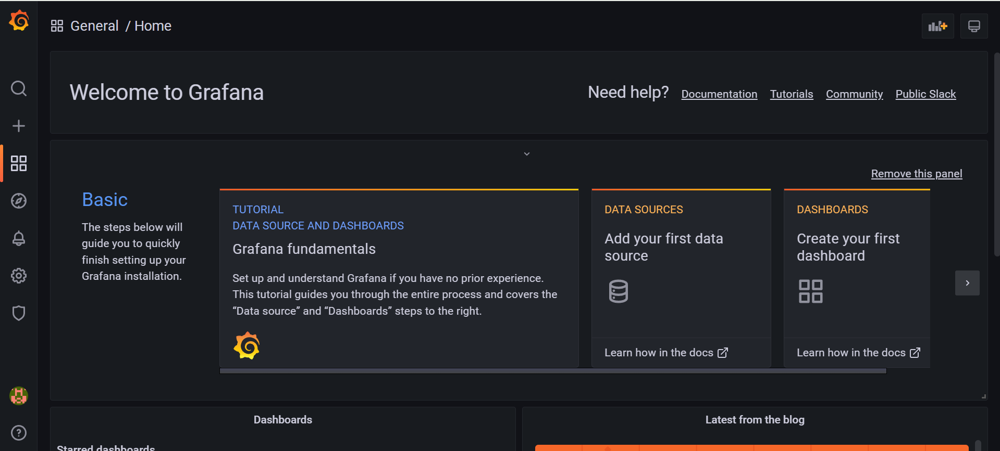 General / Home
Welcome to Grafana
Need help? Documentation Tutorials Community Public Slack
Remove this panel
Basic
The steps below will
guide you to quickly
finish setting up your
Grafana installation.
TUTORIAL
DATA SOURCE AND DASHBOARDS
Grafana fundamentals
Set up and understand Grafana if you have no prior experience.
This tutorial guides you through the entire process and covers the
“Data source” and “Dashboards” steps to the right.
DATA SOURCES
Add your first data
source
Learn how in the docs
DASHBOARDS
Create your first
dashboard
Learn how in the docs
Dashboards
Starred dashboards
Latest from the blog